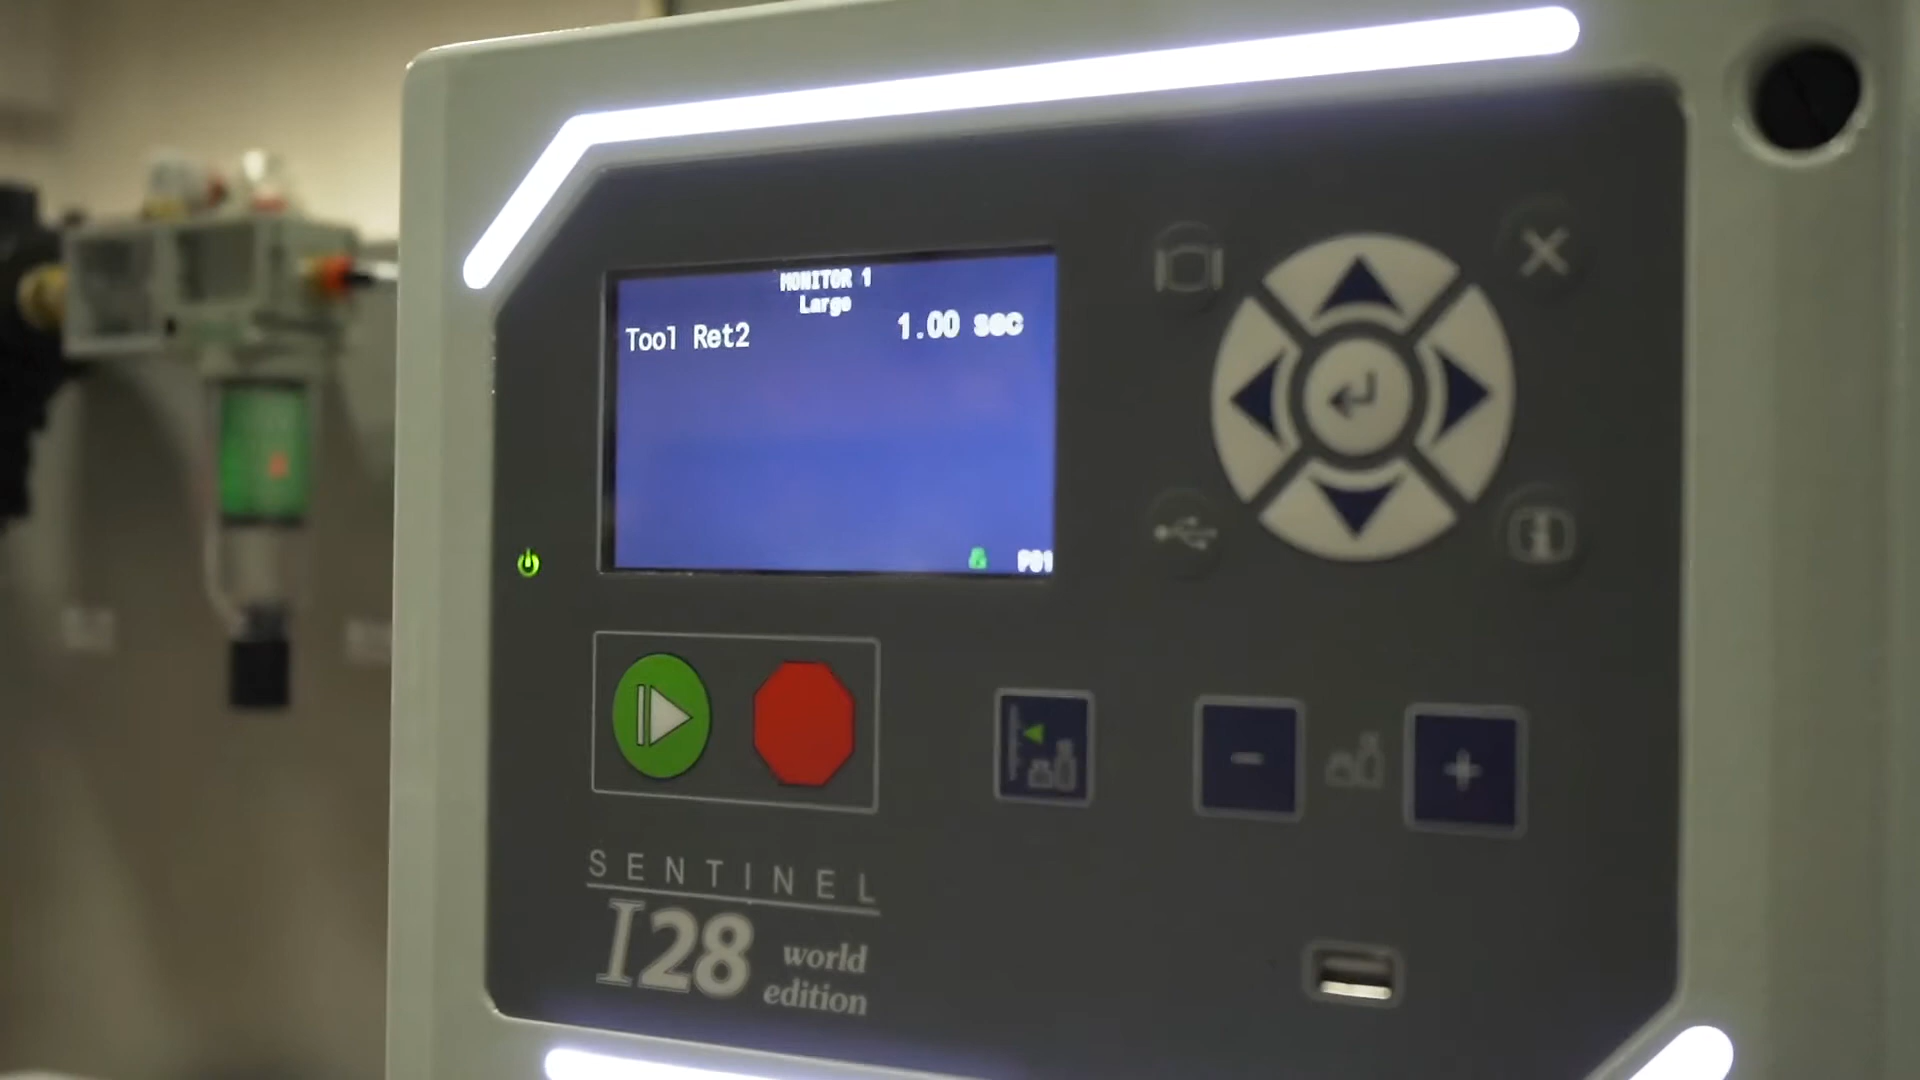 MONITOR 1
Large
Tool Ret2 1.00 sec
P01
SENTINEL
I28 world
edition